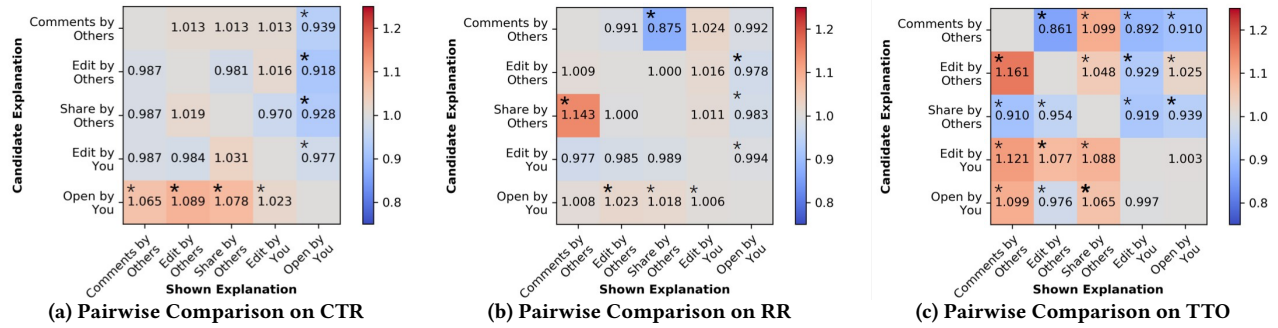 Candidate Explanation
Comments by
Others
1.013 1.013 1.013 * 0.939
Edit by
Others
0.987 0.981 1.016 * 0.918
Share by
Others
0.987 1.019 0.970 * 0.928
Edit by
You
0.987 0.984 1.031 * 0.977
Open by
You
* 1.065 * 1.089 * 1.078 * 1.023
Comments by
Others
Edit by
Others
Share by
Others
Edit by
You
Open by
You
Shown Explanation
1.2
1.1
1.0
0.9
0.8
(a) Pairwise Comparison on CTR
Candidate Explanation
Comments by
Others
0.991 * 0.875 1.024 0.992
Edit by
Others
1.009 1.000 1.016 * 0.978
Share by
Others
* 1.143 1.000 1.011 * 0.983
Edit by
You
0.977 0.985 0.989 * 0.994
Open by
You
1.008 * 1.023 * 1.018 * 1.006
Comments by
Others
Edit by
Others
Share by
Others
Edit by
You
Open by
You
Shown Explanation
1.2
1.1
1.0
0.9
0.8
(b) Pairwise Comparison on RR
Candidate Explanation
Comments by
Others
* 0.861 * 1.099 * 0.892 * 0.910
Edit by
Others
* 1.161 * 1.048 * 0.929 * 1.025
Share by
Others
* 0.910 * 0.954 * 0.919 * 0.939
Edit by
You
* 1.121 * 1.077 * 1.088 1.003
Open by
You
* 1.099 * 0.976 * 1.065 0.997
Comments by
Others
Edit by
Others
Share by
Others
Edit by
You
Open by
You
Shown Explanation
1.2
1.1
1.0
0.9
0.8
(c) Pairwise Comparison on TTO